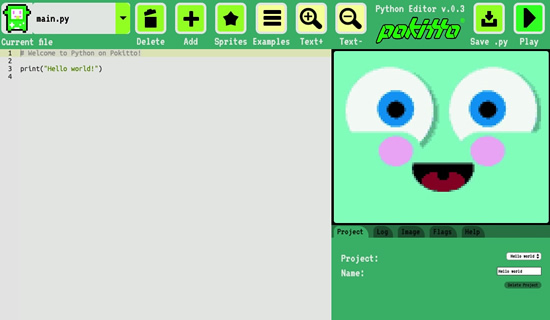 main.py
Python Editor v.0.3
pokitto
Current file
Delete
Add
Sprites
Examples
Text+
Text-
Save .py
Play
1 # Welcome to Python on Pokitto!
2
3 print("Hello world!")
4
Project
Log
Image
Flags
Help
Project:
Hello world
Name:
Hello world
Delete Project